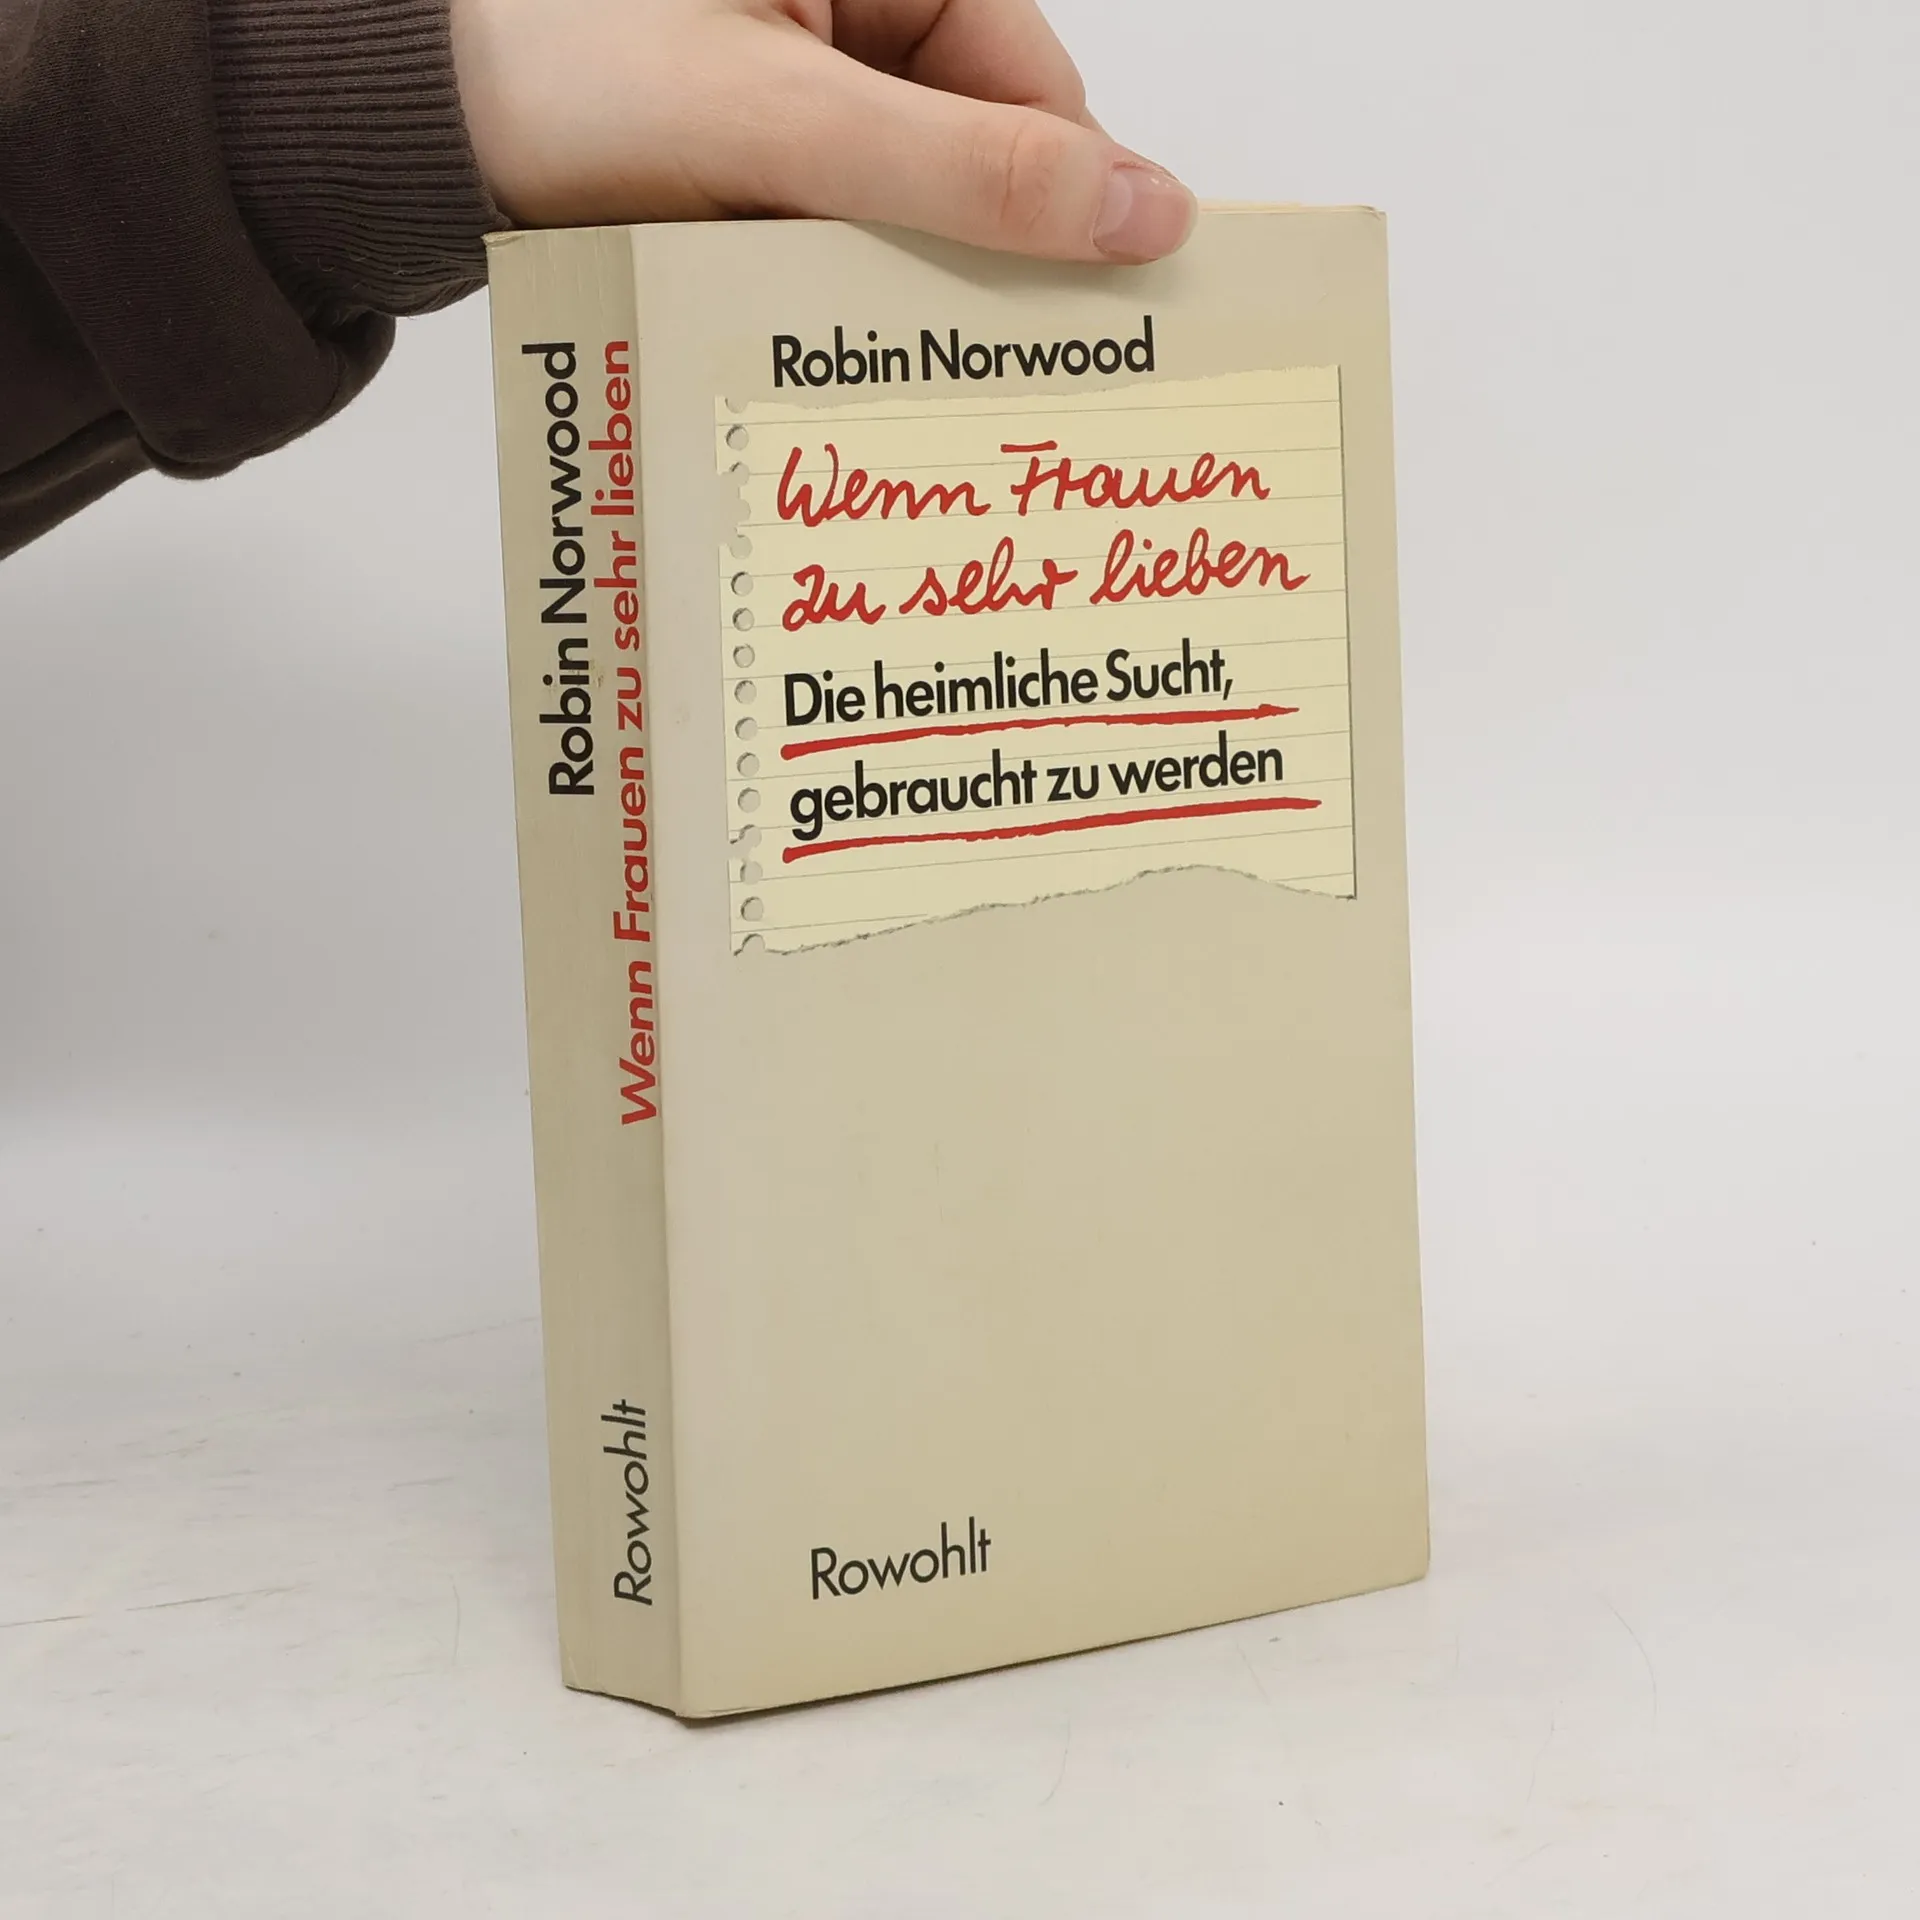 Robin Norwood
Wenn Frauen zu sehr lieben
Rowohlt
Robin Norwood
Wenn Frauen
zu sehr lieben
Die heimliche Sucht,
gebraucht zu werden
Rowohlt